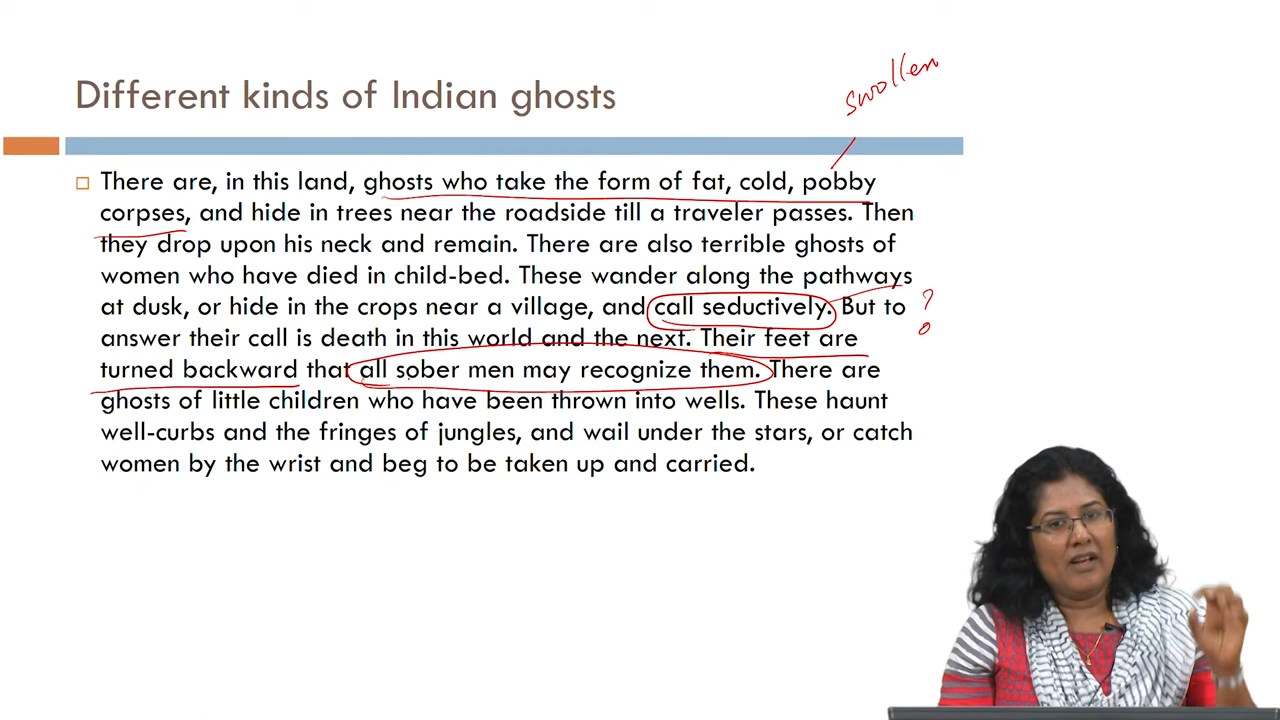 swollen
Different kinds of Indian ghosts
There are, in this land, ghosts who take the form of fat, cold, pobby
corpses, and hide in trees near the roadside till a traveler passes. Then
they drop upon his neck and remain. There are also terrible ghosts of
women who have died in child-bed. These wander along the pathways
at dusk, or hide in the crops near a village, and call seductively. But to
?
answer their call is death in this world and the next. Their feet are
turned backward that all sober men may recognize them. There are
ghosts of little children who have been thrown into wells. These haunt
well-curbs and the fringes of jungles, and wail under the stars, or catch
women by the wrist and beg to be taken up and carried.